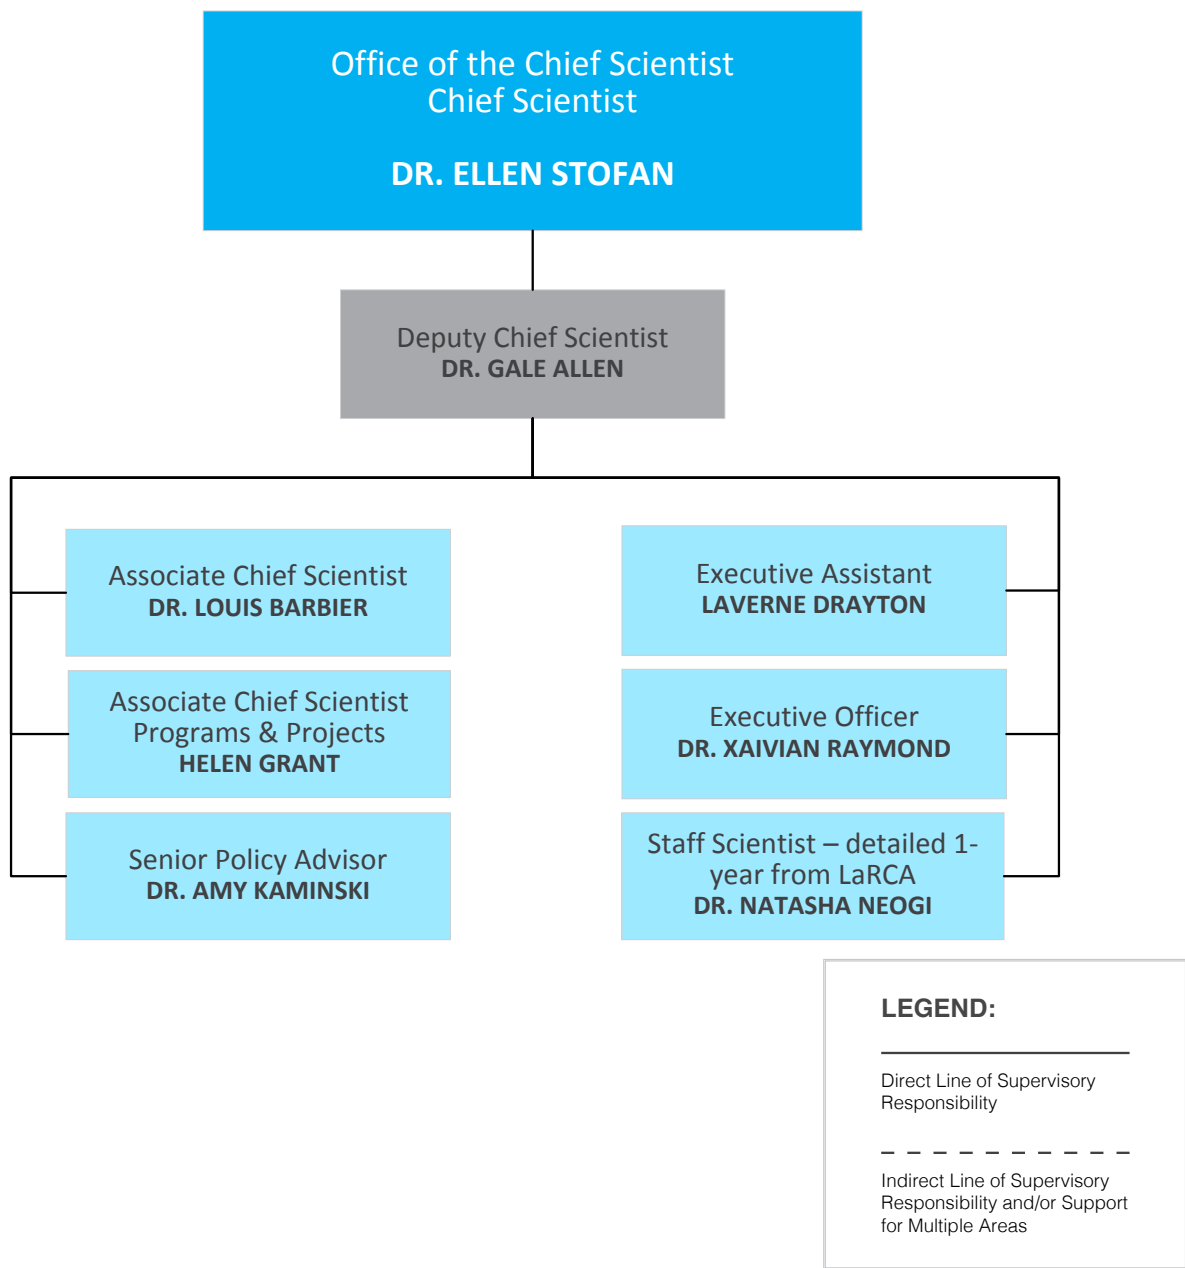 Office of the Chief Scientist
Chief Scientist
DR. ELLEN STOFAN
Deputy Chief Scientist
DR. GALE ALLEN
Associate Chief Scientist
DR. LOUIS BARBIER
Associate Chief Scientist
Programs & Projects
HELEN GRANT
Senior Policy Advisor
DR. AMY KAMINSKI
Executive Assistant
LAVERNE DRAYTON
Executive Officer
DR. XAIVIAN RAYMOND
Staff Scientist – detailed 1-
year from LaRCA
DR. NATASHA NEOGI
LEGEND:
Direct Line of Supervisory
Responsibility
Indirect Line of Supervisory
Responsibility and/or Support
for Multiple Areas